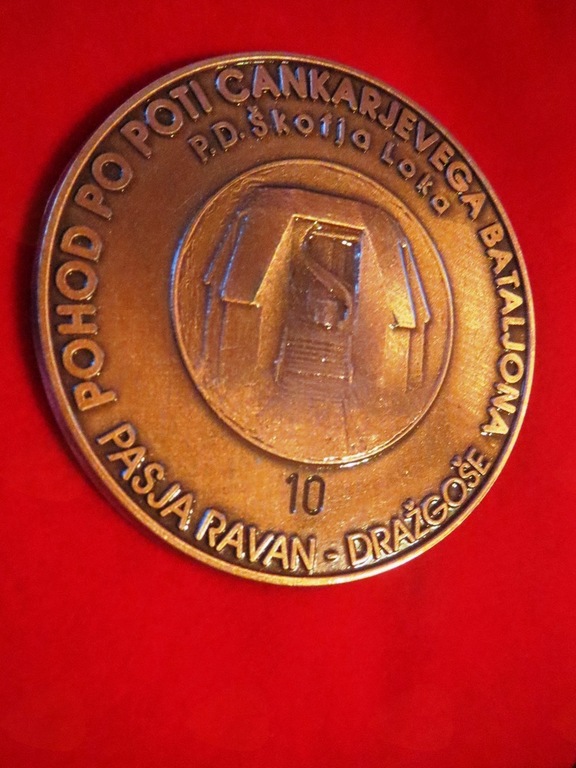 POHOD PO POTI CANKARJEVEGA BATALJONA
P.D. Škofja Loka
10
PASJA RAVAN - DRAŽGOŠE